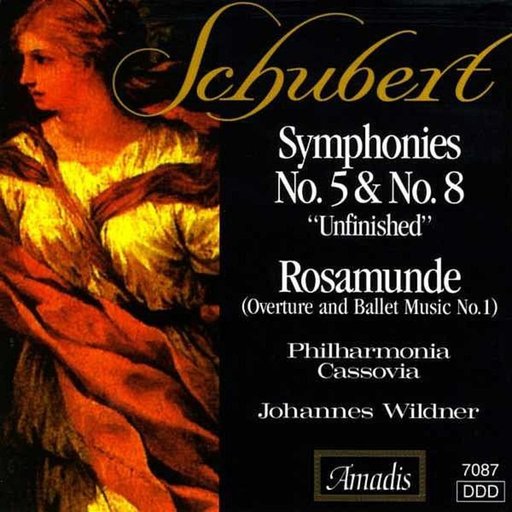 Schubert
Symphonies
No. 5 & No. 8
"Unfinished"
Rosamunde
(Overture and Ballet Music No.1)
Philharmonia
Cassovia
Johannes Wildner
Amadis
7087
DDD